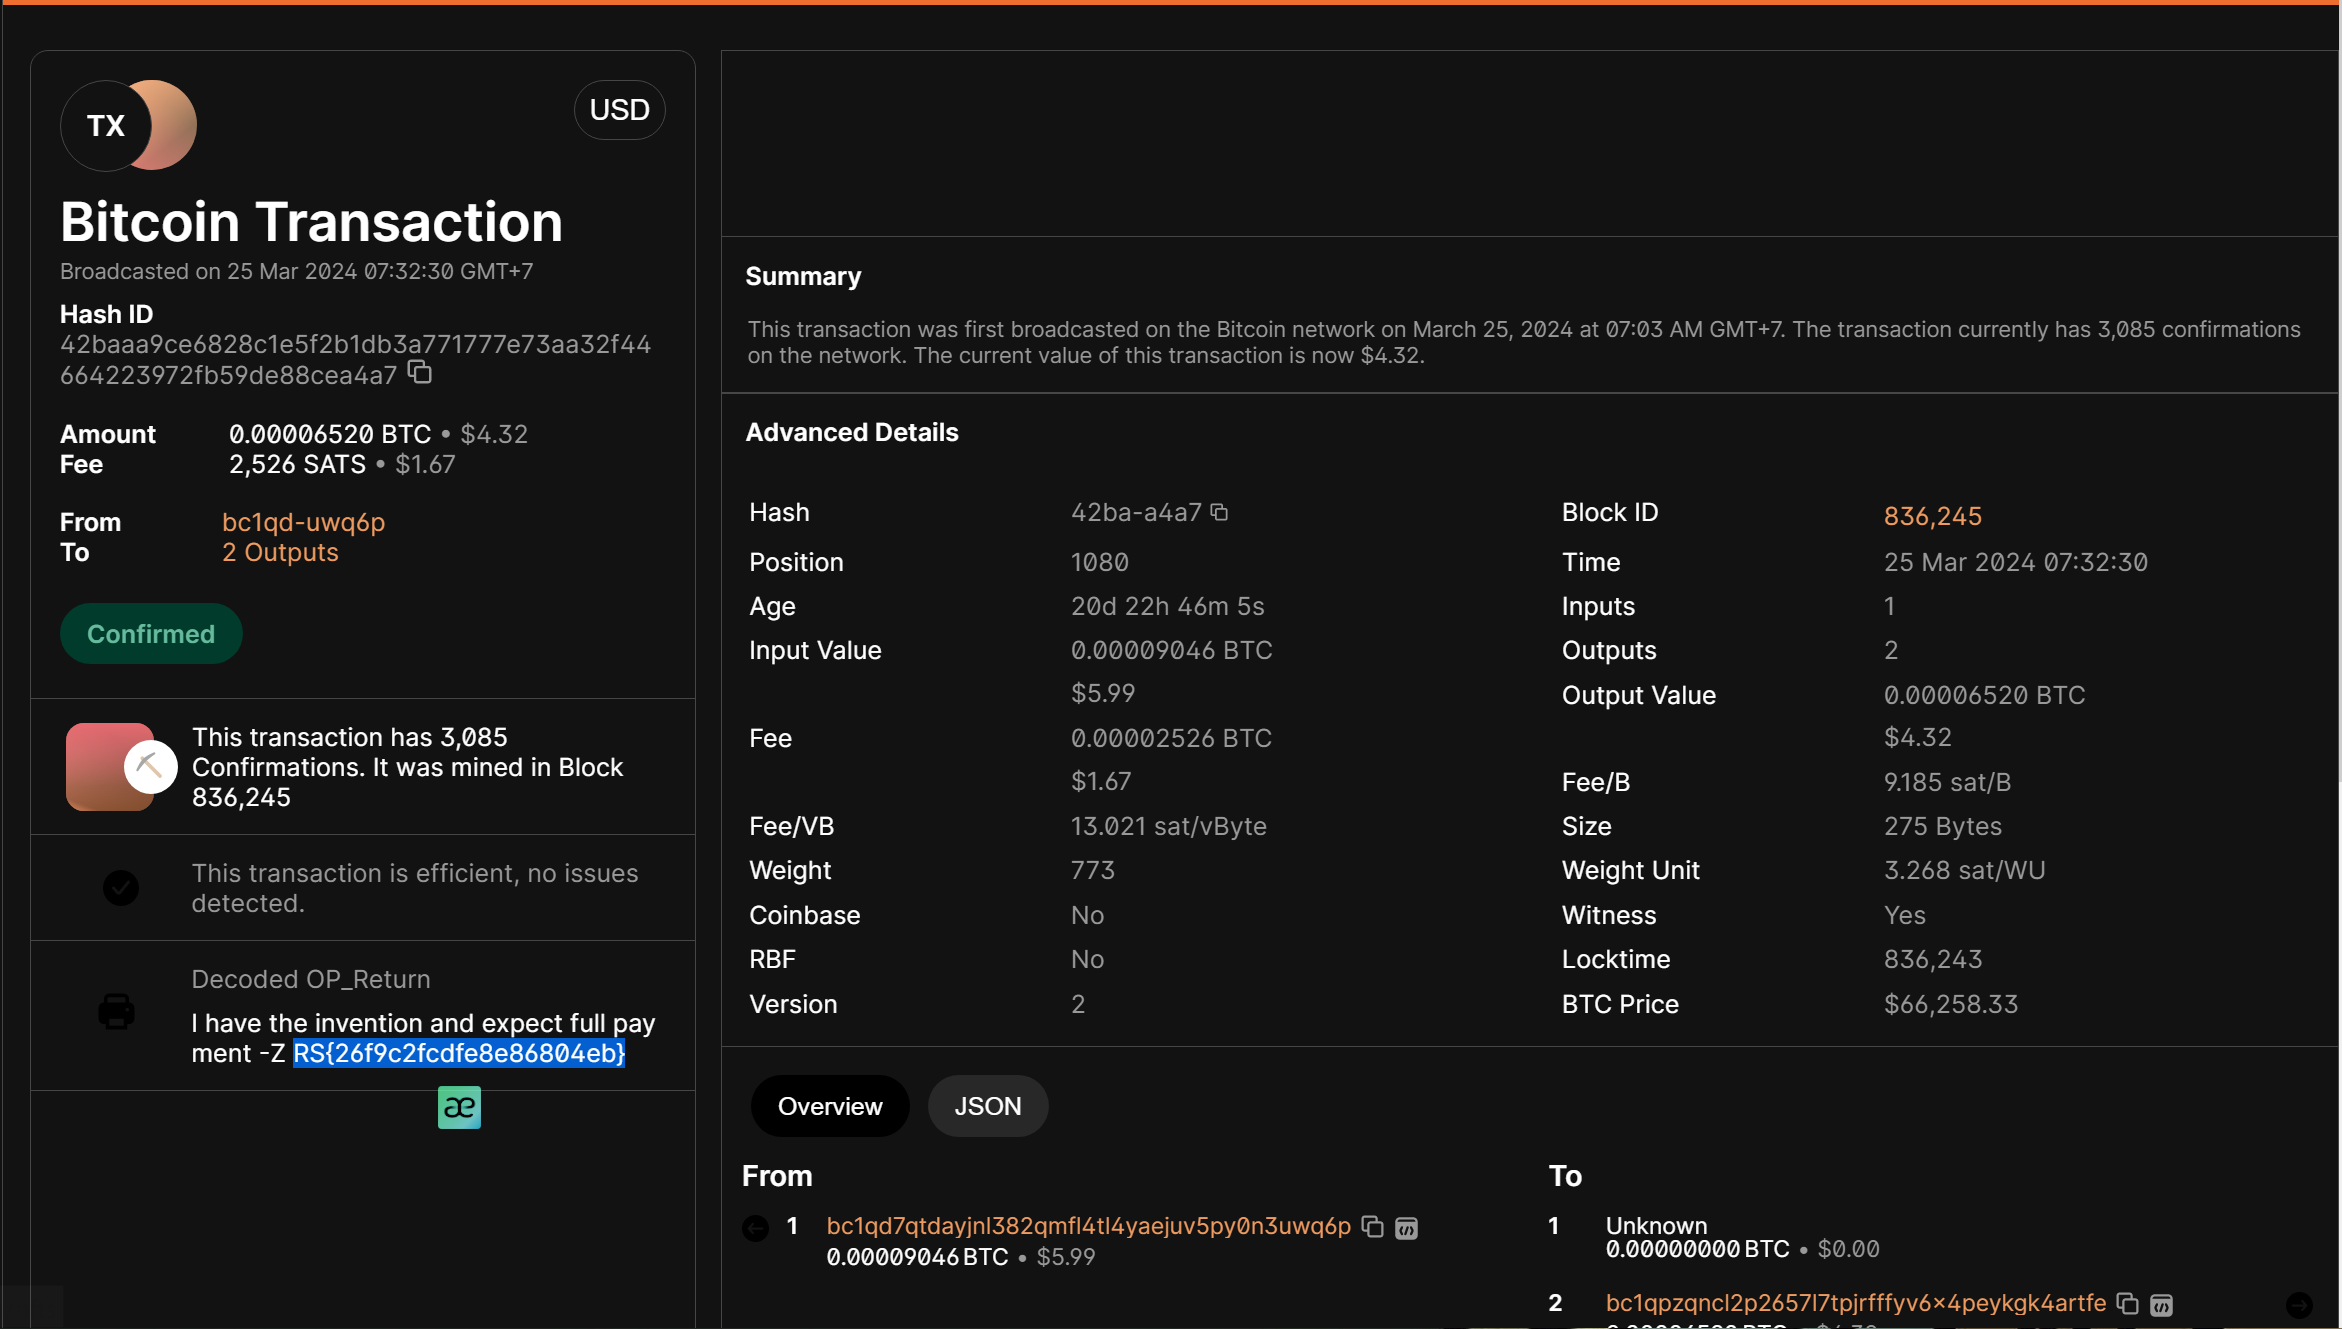 TX
USD
Bitcoin Transaction
Broadcasted on 25 Mar 2024 07:32:30 GMT+7
Hash ID
42baaa9ce6828c1e5f2b1db3a771777e73aa32f44
664223972fb59de88cea4a7
Amount 0.00006520 BTC • $4.32
Fee 2,526 SATS • $1.67
From bc1qd-uwq6p
To 2 Outputs
Confirmed
This transaction has 3,085
Confirmations. It was mined in Block
836,245
This transaction is efficient, no issues
detected.
Decoded OP_Return
I have the invention and expect full pay
ment -Z RS{26f9c2fcdfe8e86804eb}
æ
Summary
This transaction was first broadcasted on the Bitcoin network on March 25, 2024 at 07:03 AM GMT+7. The transaction currently has 3,085 confirmations
on the network. The current value of this transaction is now $4.32.
Advanced Details
Hash 42ba-a4a7
Position 1080
Age 20d 22h 46m 5s
Input Value 0.00009046 BTC
$5.99
Fee 0.00002526 BTC
$1.67
Fee/VB 13.021 sat/vByte
Weight 773
Coinbase No
RBF No
Version 2
Block ID 836,245
Time 25 Mar 2024 07:32:30
Inputs 1
Outputs 2
Output Value 0.00006520 BTC
$4.32
Fee/B 9.185 sat/B
Size 275 Bytes
Weight Unit 3.268 sat/WU
Witness Yes
Locktime 836,243
BTC Price $66,258.33
Overview
JSON
From
1 bc1qd7qtdayjnl382qmfl4tl4yaejuv5py0n3uwq6p
0.00009046 BTC • $5.99
To
1 Unknown
0.00000000 BTC • $0.00
2 bc1qpzqncl2p2657l7tpjrfffyv6x4peykgk4artfe